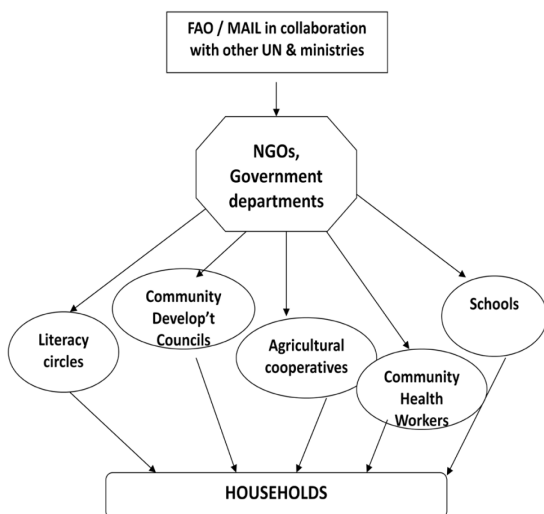 FAO / MAIL in collaboration
with other UN & ministries
NGOs,
Government
departments
Community
Develop't
Councils
Schools
Literacy
circles
Agricultural
cooperatives
Community
Health
Workers
HOUSEHOLDS